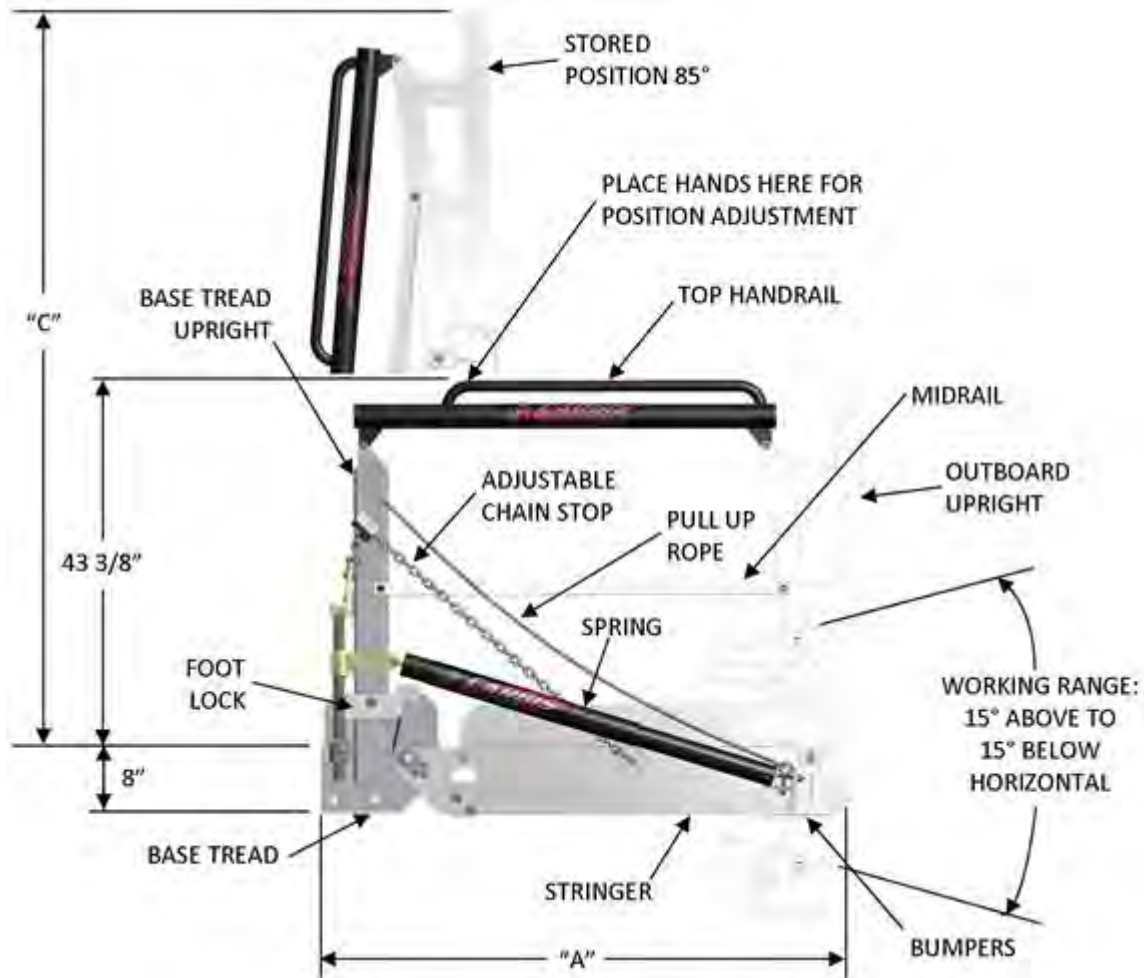 STORED
POSITION 85°
PLACE HANDS HERE FOR
POSITION ADJUSTMENT
BASE TREAD
UPRIGHT
TOP HANDRAIL
"C"
MIDRAIL
OUTBOARD
UPRIGHT
ADJUSTABLE
CHAIN STOP
PULL UP
ROPE
43 3/8"
SPRING
FOOT
LOCK
WORKING RANGE:
15° ABOVE TO
15° BELOW
HORIZONTAL
8"
BASE TREAD
STRINGER
BUMPERS
"A"